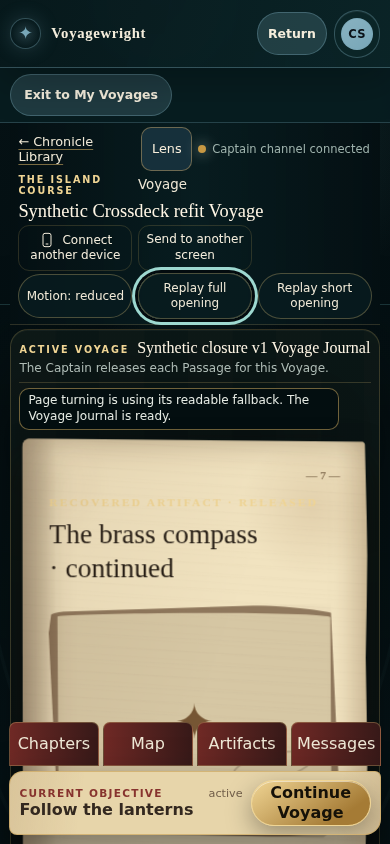 Voyagewright
Return
CS
Exit to My Voyages
← Chronicle
Library
Lens
Captain channel connected
THE ISLAND
COURSE
Voyage
Synthetic Crossdeck refit Voyage
Connect
another device
Send to another
screen
Motion: reduced
Replay full
opening
Replay short
opening
ACTIVE VOYAGE Synthetic closure v1 Voyage Journal
The Captain releases each Passage for this Voyage.
Page turning is using its readable fallback. The
Voyage Journal is ready.
— 7 —
The brass compass
· continued
Chapters
Map
Artifacts
Messages
CURRENT OBJECTIVE
Follow the lanterns
active
Continue
Voyage